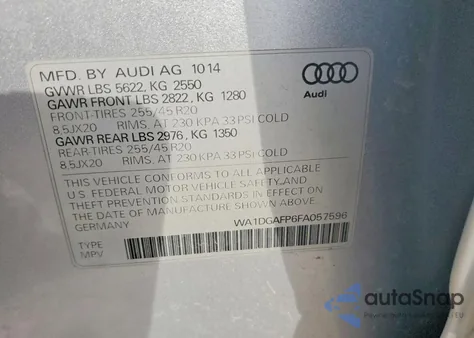 MFD. BY AUDI AG 10 14
GVWR LBS 5622, KG 2550
GAWR FRONT LBS 2822, KG 1280
FRONT-TIRES 255/45 R20
8.5JX20 RIMS, AT 230 KPA 33 PSI COLD
GAWR REAR LBS 2976, KG 1350
REAR-TIRES 255/45 R20
8.5JX20 RIMS, AT 230 KPA 33 PSI COLD
THIS VEHICLE CONFORMS TO ALL APPLICABLE
U.S. FEDERAL MOTOR VEHICLE SAFETY, AND
THEFT PREVENTION STANDARDS IN EFFECT ON
DATE OF MANUFACTURE SHOWN ABOVE.
GERMANY
WA1DGAFP6FA057596
TYPE
MPV
Audi
autoSnap